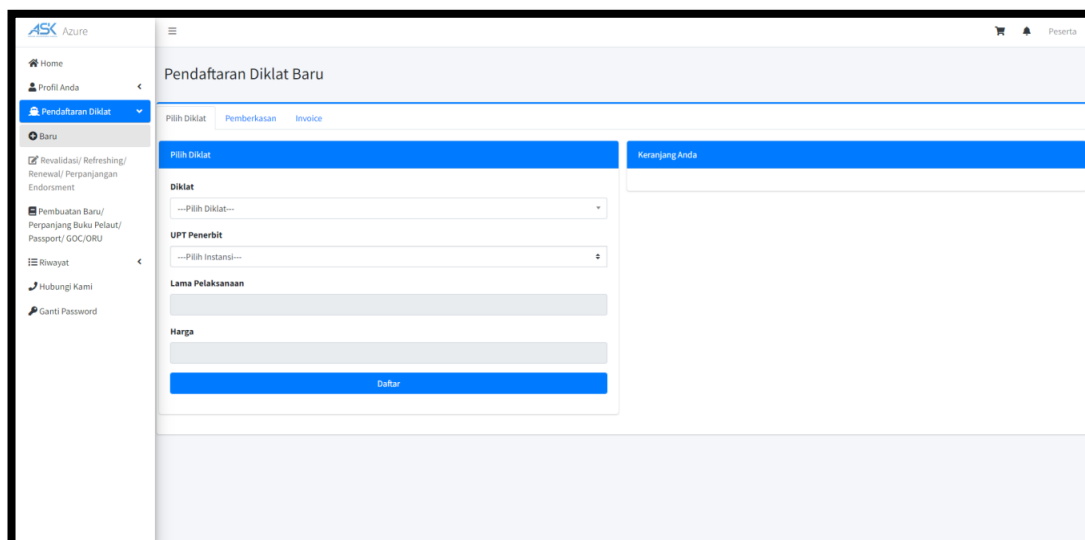 ASK Azure
Peserta
Home
Profil Anda
Pendaftaran Diklat
Baru
Revalidasi/ Refreshing/
Renewal/ Perpanjangan
Endorsment
Pembuatan Baru/
Perpanjang Buku Pelaut/
Passport/ GOC/ORU
Riwayat
Hubungi Kami
Ganti Password
Pendaftaran Diklat Baru
Pilih Diklat Pemberkasan Invoice
Pilih Diklat
Diklat
---Pilih Diklat---
UPT Penerbit
---Pilih Instansi---
Lama Pelaksanaan
Harga
Daftar
Keranjang Anda